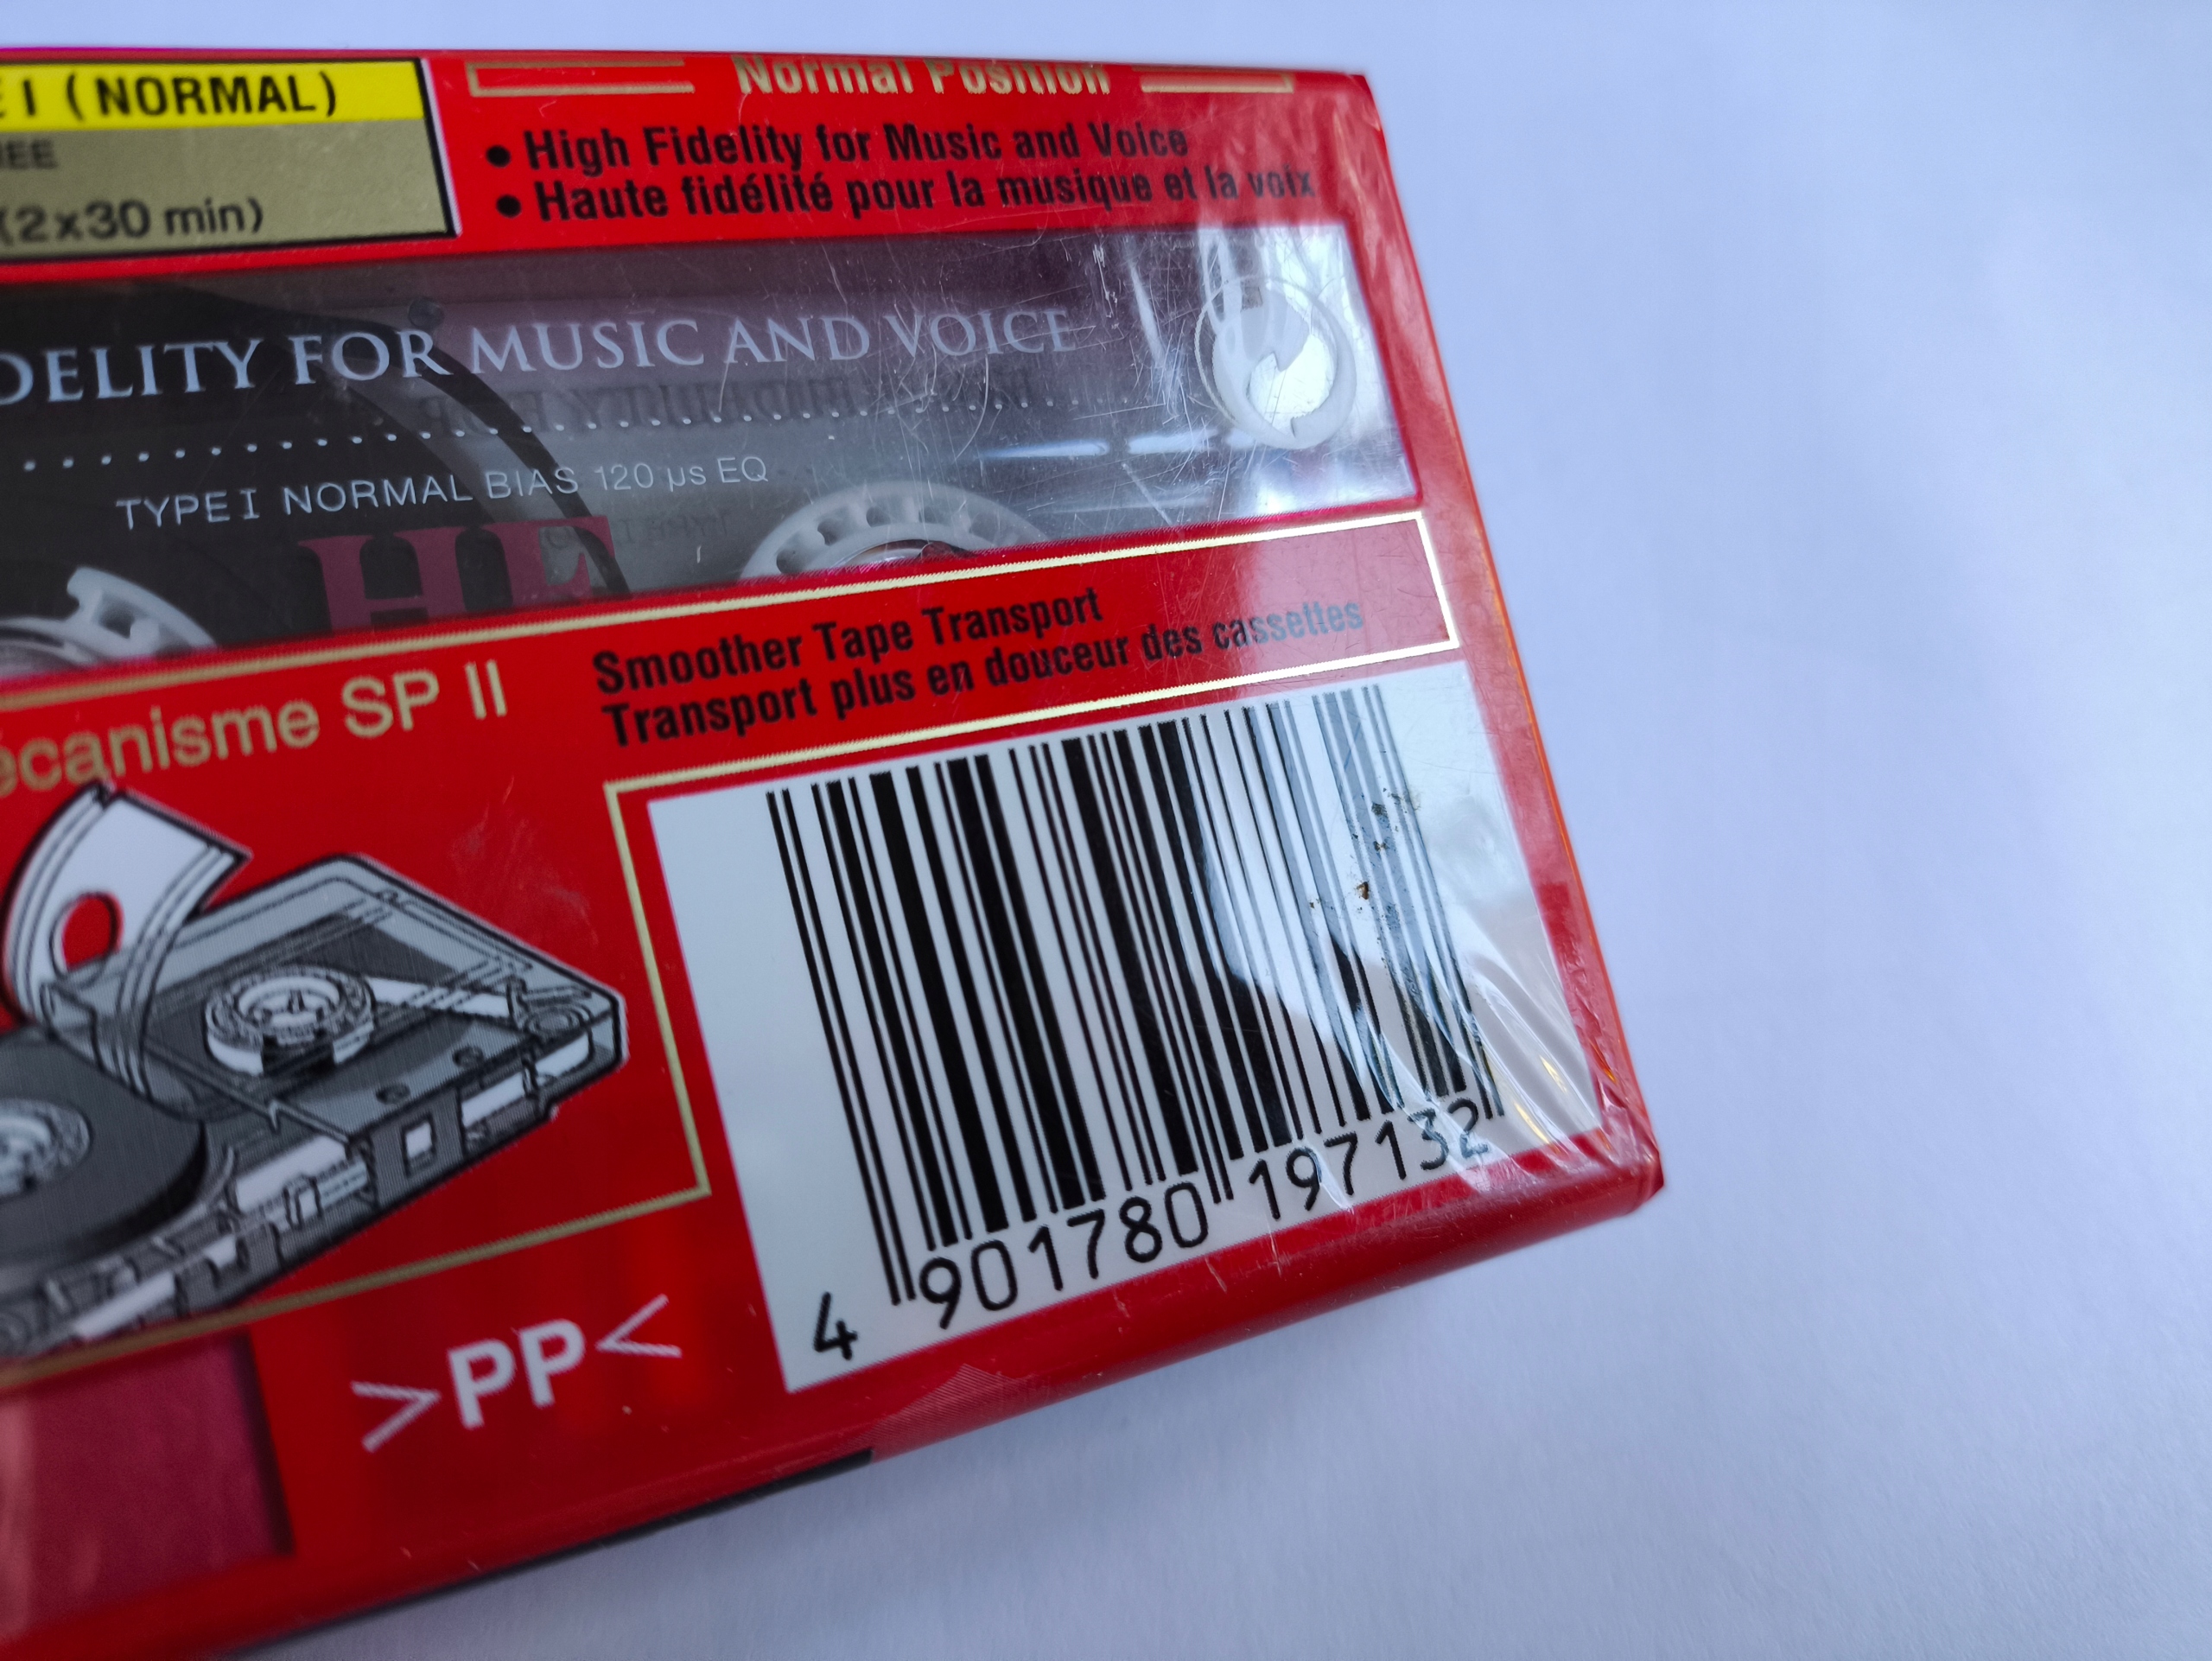 I (NORMAL)
(2x30 min)
Normal Position
• High Fidelity for Music and Voice
• Haute fidélité pour la musique et la voix
DELITY FOR MUSIC AND VOICE
TYPE I NORMAL BIAS 120 µs EQ
HF
écanisme SP II
Smoother Tape Transport
Transport plus en douceur des cassettes
4 901780 197132
>PP<